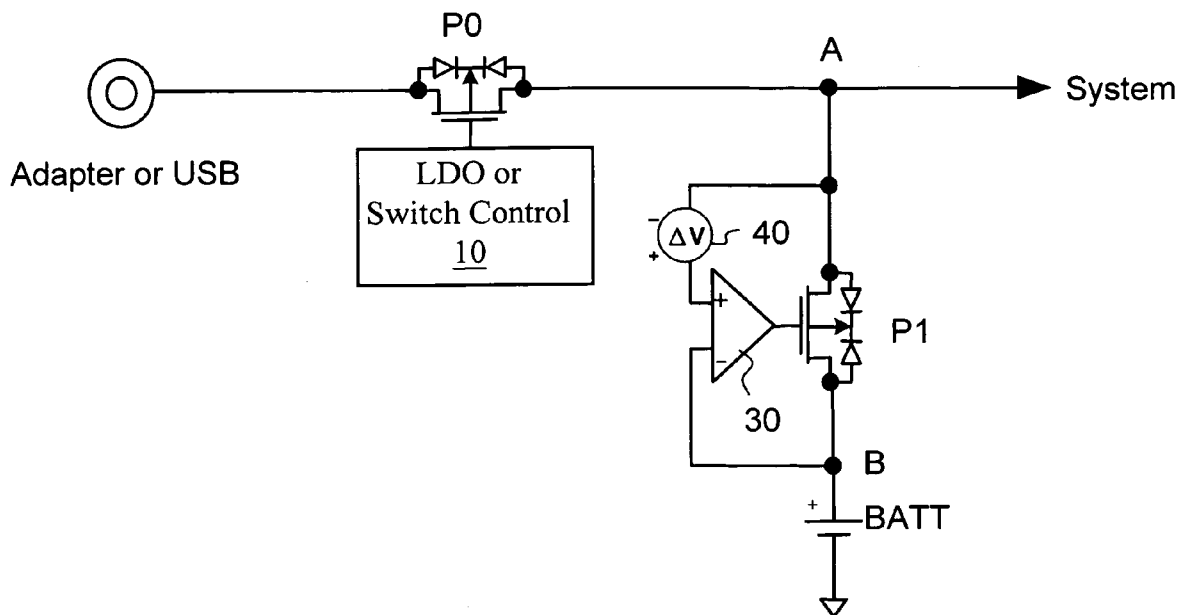 P0
A
System
Adapter or USB
LDO or
Switch Control
10
- ΔV +
40
+
-
P1
30
B
+ BATT